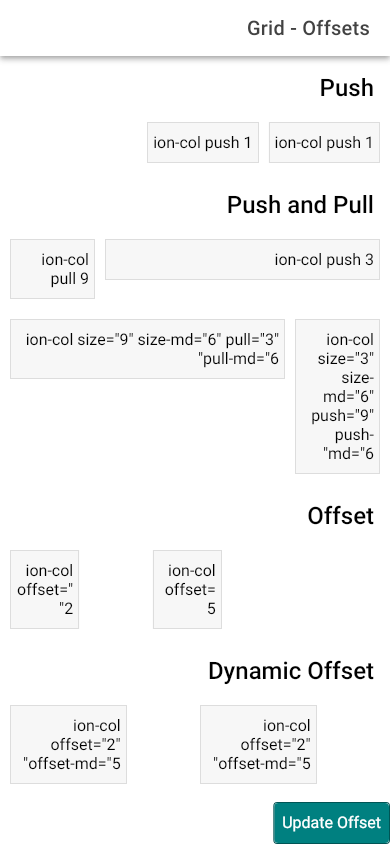 Grid - Offsets
Push
ion-col push 1
ion-col push 1
Push and Pull
ion-col
pull 9
ion-col push 3
ion-col size="9" size-md="6" pull="3"
"pull-md="6
ion-col
size="3"
size-
md="6"
push="9"
push-
"md="6
Offset
ion-col
offset="
"2
ion-col
offset=
5
Dynamic Offset
ion-col
offset="2"
"offset-md="5
ion-col
offset="2"
"offset-md="5
Update Offset